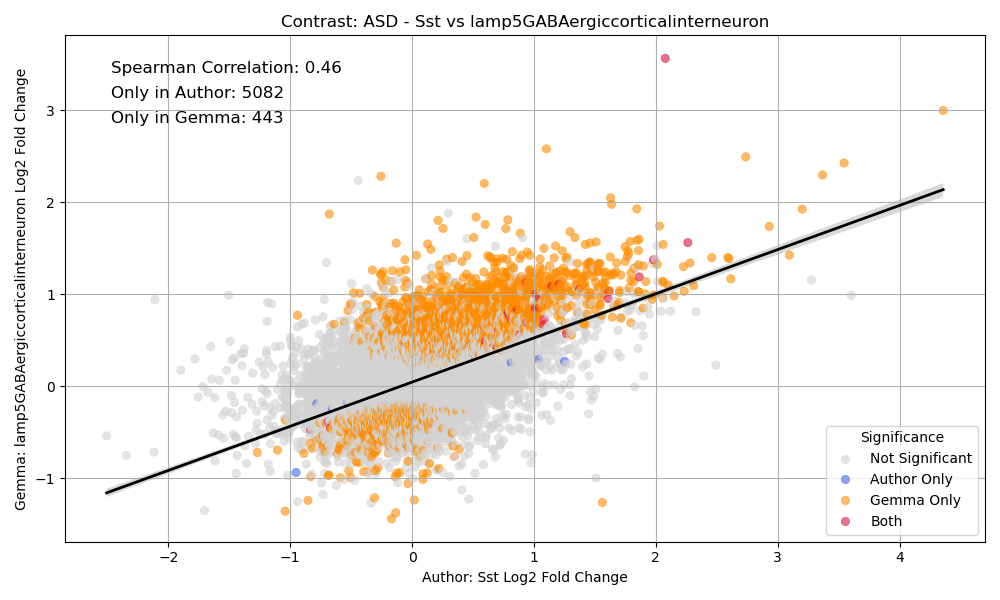 Contrast: ASD - Sst vs lamp5GABAergiccorticalinterneuron
Spearman Correlation: 0.46
Only in Author: 5082
Only in Gemma: 443
Gemma: lamp5GABAergiccorticalinterneuron Log2 Fold Change
3
2
1
0
−1
−2
−1
0
1
2
3
4
Author: Sst Log2 Fold Change
Significance
Not Significant
Author Only
Gemma Only
Both